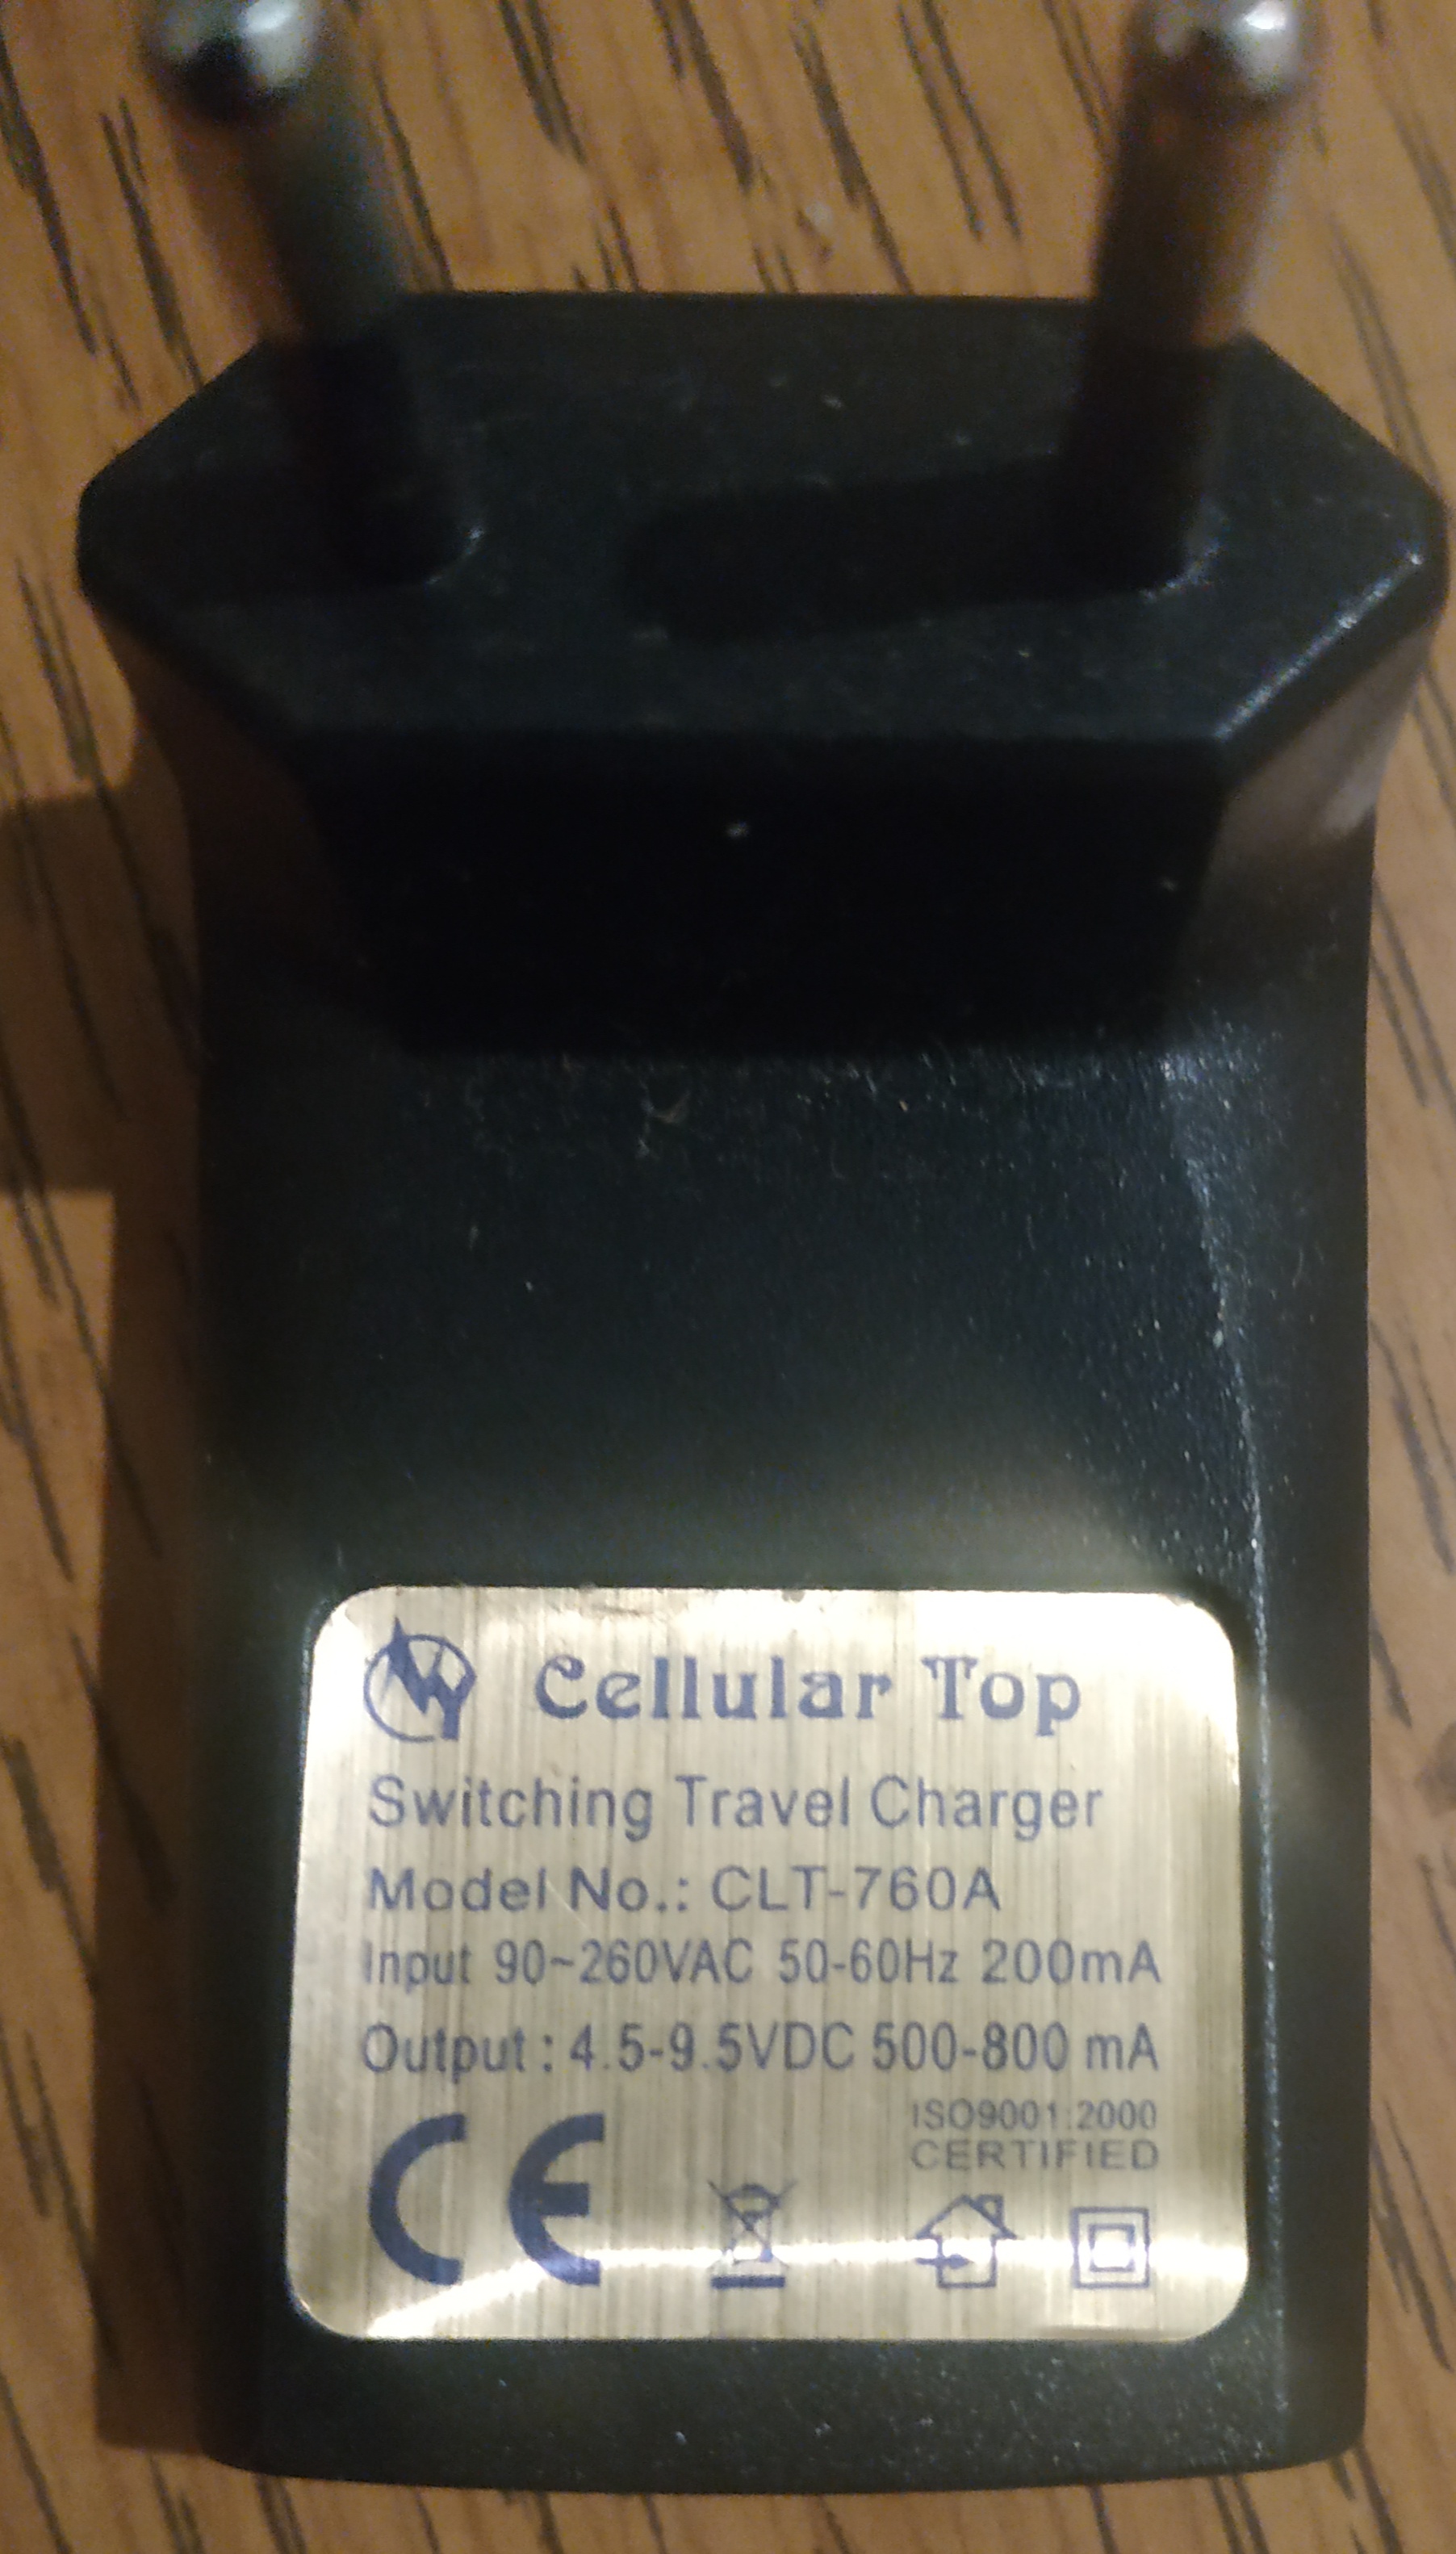 Cellular Top
Switching Travel Charger
Model No.: CLT-760A
Input 90~260VAC 50-60Hz 200mA
Output : 4.5-9.5VDC 500-800 mA
ISO9001:2000
CERTIFIED
CE